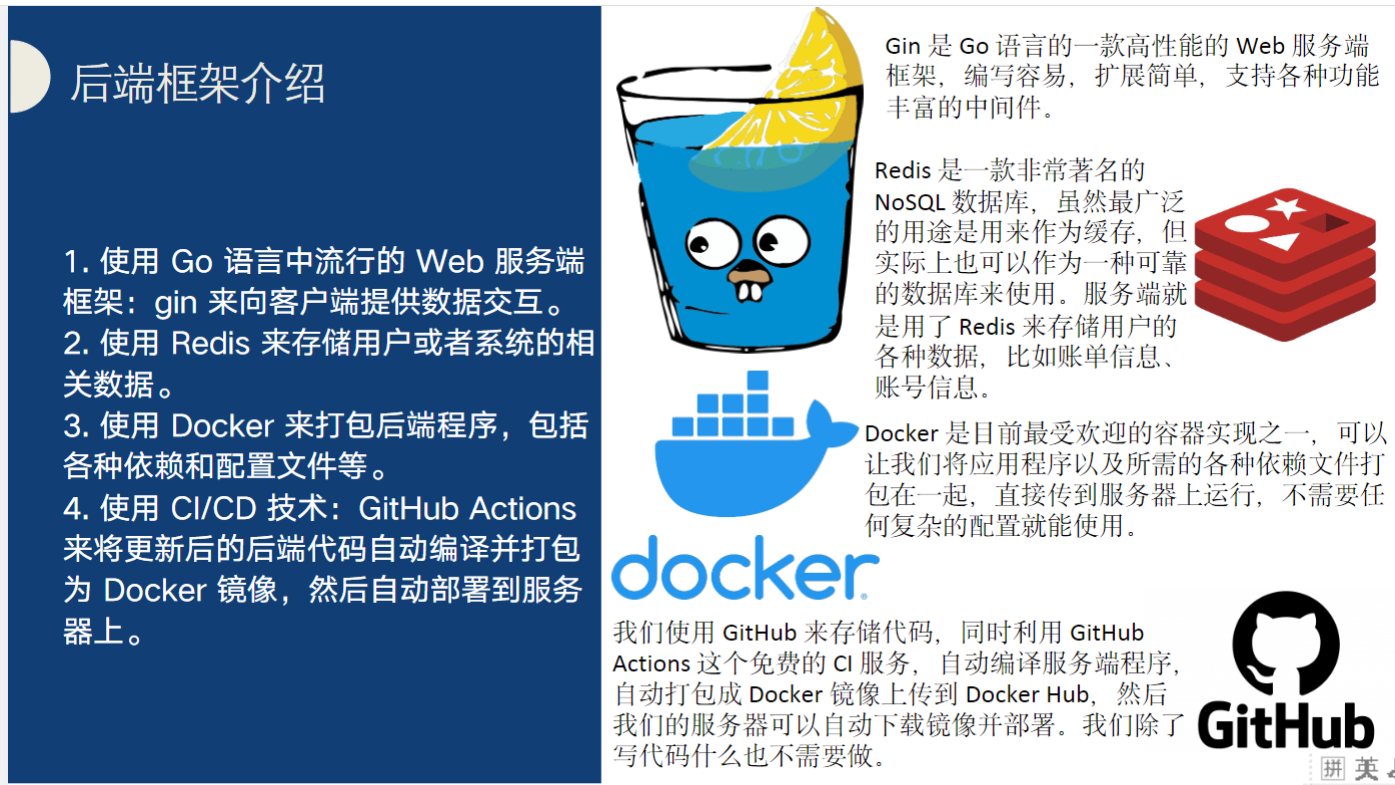 后端框架介绍
1. 使用 Go 语言中流行的 Web 服务端
框架：gin 来向客户端提供数据交互。
2. 使用 Redis 来存储用户或者系统的相
关数据。
3. 使用 Docker 来打包后端程序，包括
各种依赖和配置文件等。
4. 使用 CI/CD 技术：GitHub Actions
来将更新后的后端代码自动编译并打包
为 Docker 镜像，然后自动部署到服务
器上。
Gin 是 Go 语言的一款高性能的 Web 服务端
框架，编写容易，扩展简单，支持各种功能
丰富的中间件。
Redis 是一款非常著名的
NoSQL 数据库，虽然最广泛
的用途是用来作为缓存，但
实际上也可以作为一种可靠
的数据库来使用。服务端就
是用了 Redis 来存储用户的
各种数据，比如账单信息、
账号信息。
Docker 是目前最受欢迎的容器实现之一，可以
让我们将应用程序以及所需的各种依赖文件打
包在一起，直接传到服务器上运行，不需要任
何复杂的配置就能使用。
docker®
我们使用 GitHub 来存储代码，同时利用 GitHub
Actions 这个免费的 CI 服务，自动编译服务端程序，
自动打包成 Docker 镜像上传到 Docker Hub，然后
我们的服务器可以自动下载镜像并部署。我们除了
写代码什么也不需要做。
GitHub
拼 英